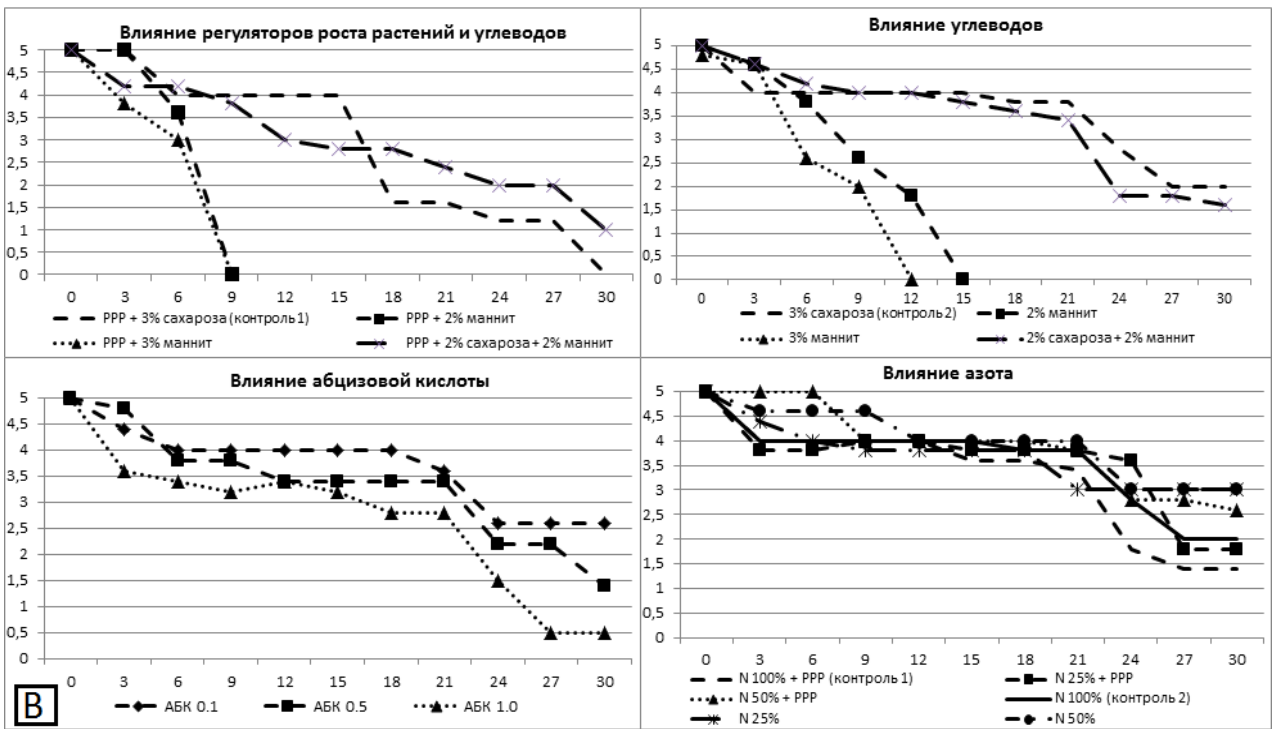 Влияние регуляторов роста растений и углеводов
5
4,5
4
3,5
3
2,5
2
1,5
1
0,5
0
0 3 6 9 12 15 18 21 24 27 30
РРР + 3% сахароза (контроль 1)
РРР + 2% маннит
РРР + 3% маннит
РРР + 2% сахароза + 2% маннит
Влияние углеводов
5
4,5
4
3,5
3
2,5
2
1,5
1
0,5
0
0 3 6 9 12 15 18 21 24 27 30
3% сахароза (контроль 2)
2% маннит
3% маннит
2% сахароза + 2% маннит
Влияние абцизовой кислоты
5
4,5
4
3,5
3
2,5
2
1,5
1
0,5
0
0 3 6 9 12 15 18 21 24 27 30
АБК 0.1 АБК 0.5 АБК 1.0
В
Влияние азота
5
4,5
4
3,5
3
2,5
2
1,5
1
0,5
0
0 3 6 9 12 15 18 21 24 27 30
N 100% + РРР (контроль 1)
N 25% + РРР
N 50% + РРР
N 100% (контроль 2)
N 25%
N 50%